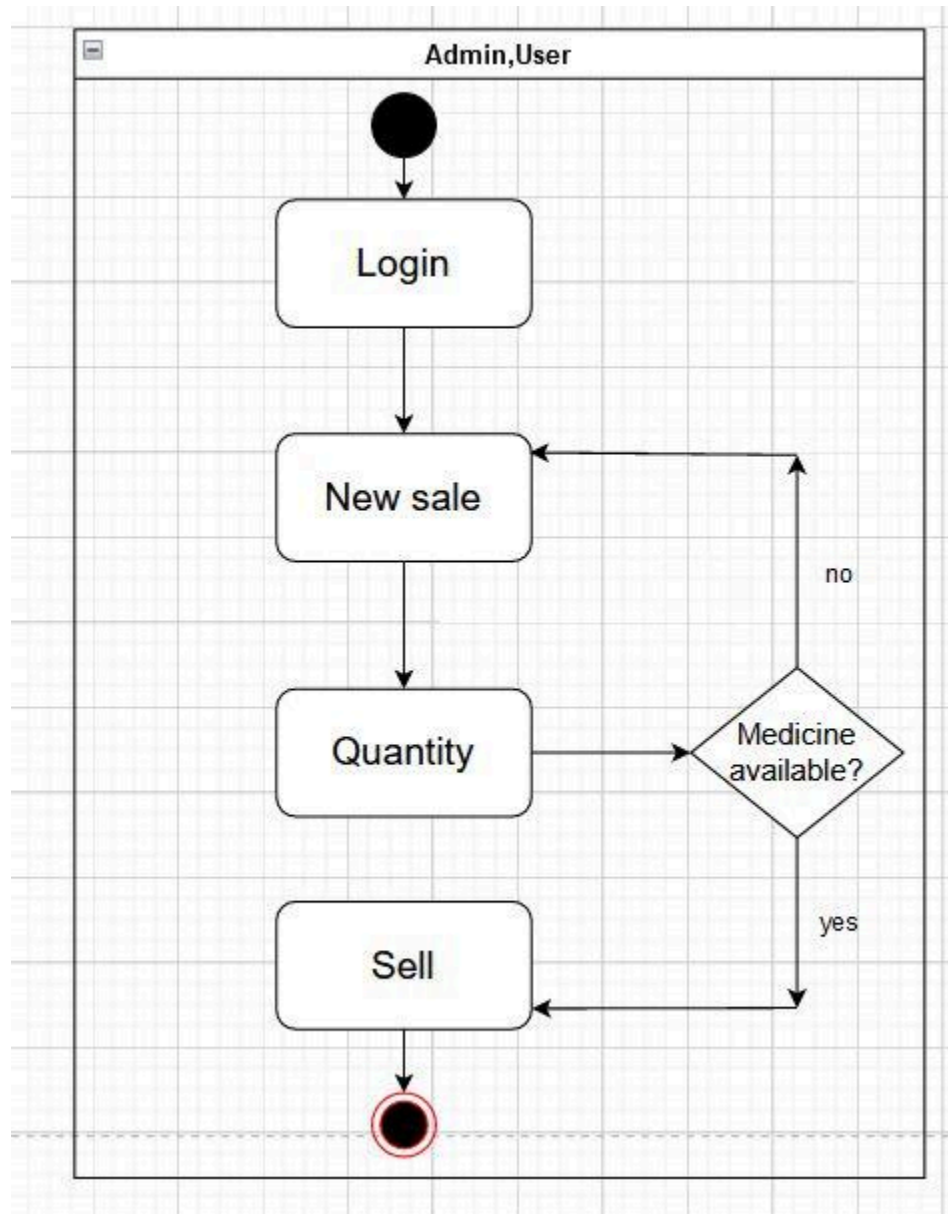 Admin,User
Login
New sale
no
Quantity
Medicine
available?
yes
Sell